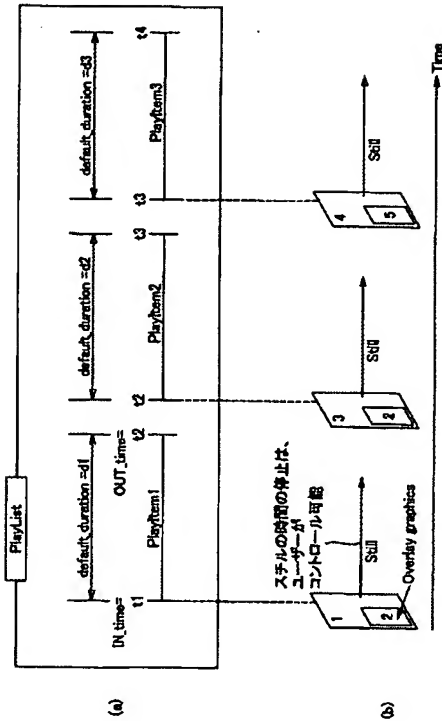 PlayList
(a)
default_duration =d1
default_duration =d2
default_duration =d3
IN_time=
OUT_time=
t1
t2
t2
t3
t3
t4
PlayItem1
PlayItem2
PlayItem3
(b)
ステルの時間の停止は、
ユーザーが
コントロール可能
1
2
Still
3
2
Still
4
5
Still
Overlay graphics
Time